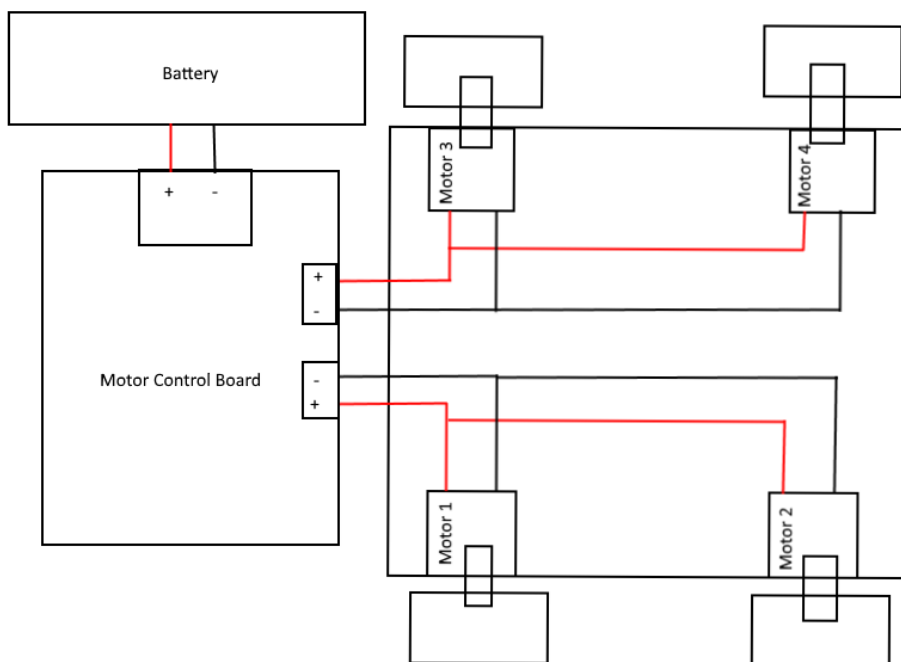 Battery
+ -
Motor 3
Motor 4
+
-
Motor Control Board
-
+
Motor 1
Motor 2